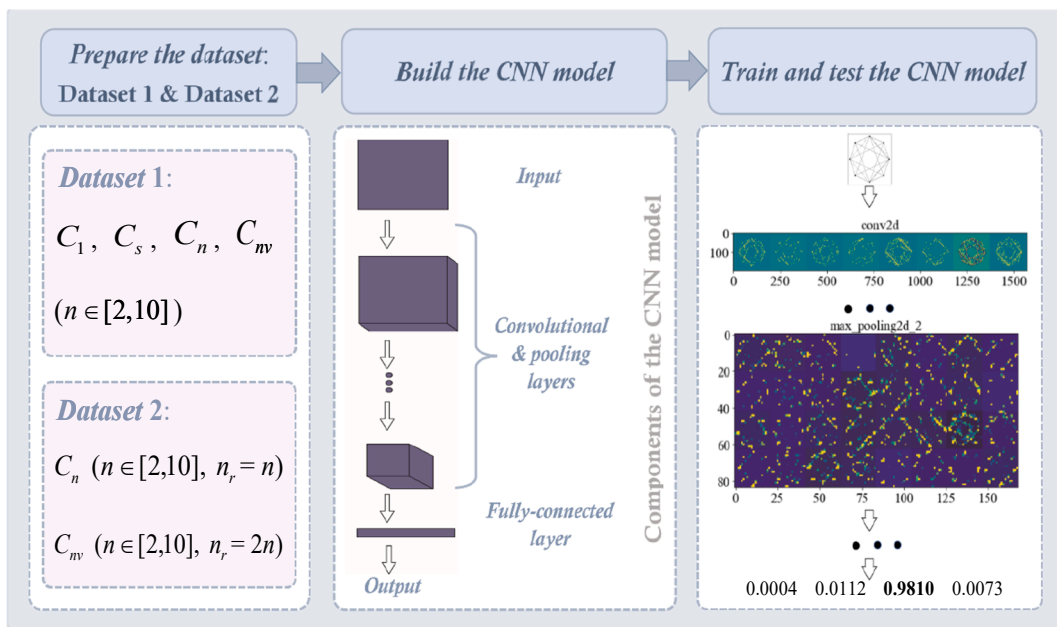 Prepare the dataset:
Dataset 1 & Dataset 2
Build the CNN model
Train and test the CNN model
Dataset 1:
C₁ , Cₛ , Cₙ , Cₙᵥ
(n ∈ [2,10] )
Dataset 2:
Cₙ (n ∈ [2,10], nᵣ = n)
Cₙᵥ (n ∈ [2,10], nᵣ = 2n)
Input
Convolutional
& pooling
layers
Fully-connected
layer
Output
Components of the CNN model
conv2d
0
100
0 250 500 750 1000 1250 1500
max_pooling2d_2
0
20
40
60
80
0 25 50 75 100 125 150
0.0004 0.0112 0.9810 0.0073